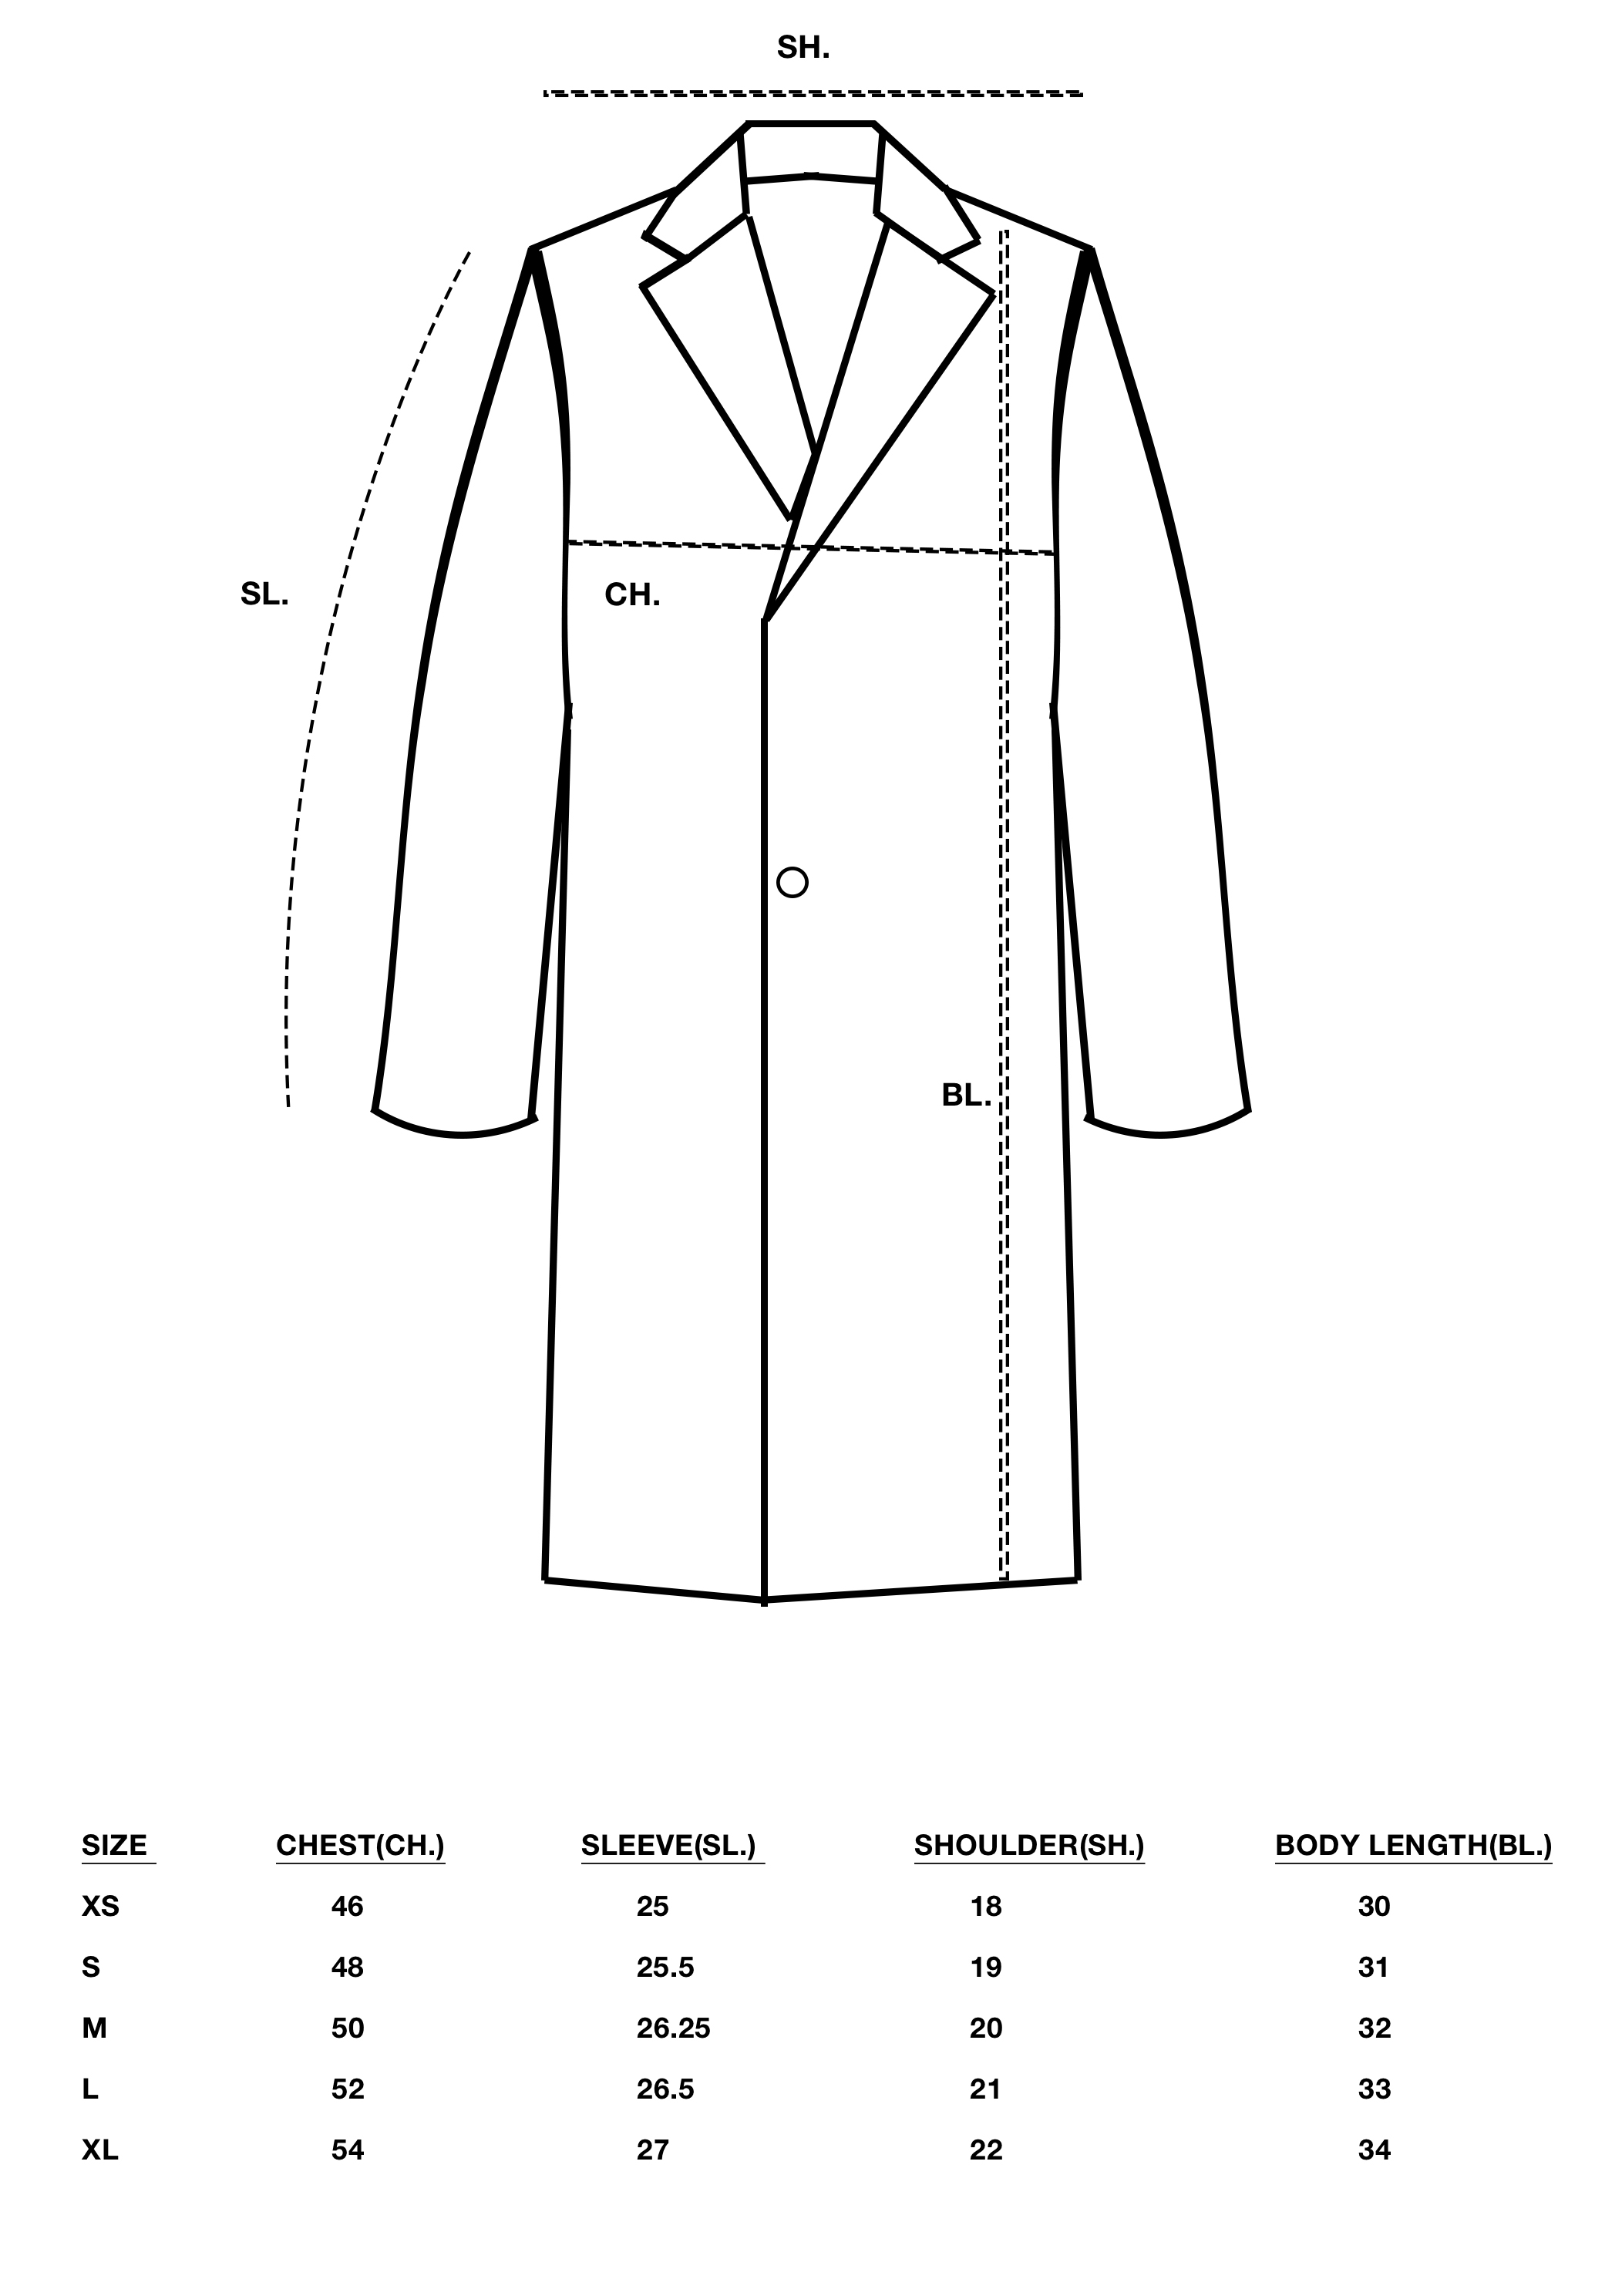 SH.
SL.
CH.
BL.
SIZE CHEST(CH.) SLEEVE(SL.) SHOULDER(SH.) BODY LENGTH(BL.)
XS 46 25 18 30
S 48 25.5 19 31
M 50 26.25 20 32
L 52 26.5 21 33
XL 54 27 22 34